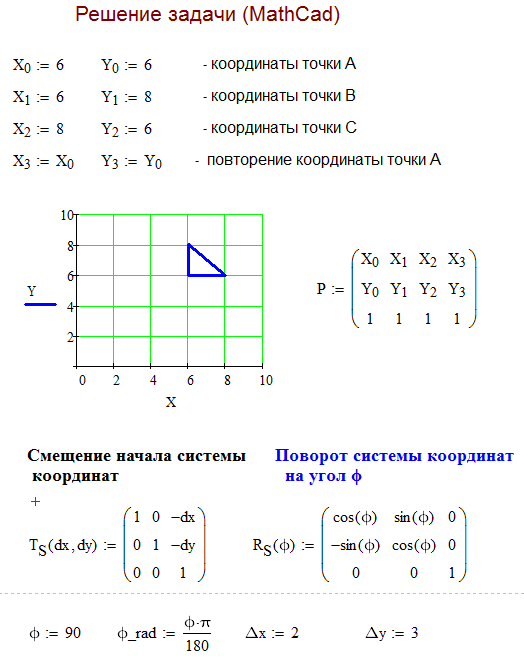 Решение задачи (MathCad)
X0 := 6 Y0 := 6 - координаты точки A
X1 := 6 Y1 := 8 - координаты точки B
X2 := 8 Y2 := 6 - координаты точки C
X3 := X0 Y3 := Y0 - повторение координаты точки A
10
8
6
4
2
Y
0 2 4 6 8 10
X
X0 X1 X2 X3
P := Y0 Y1 Y2 Y3
1 1 1 1
Смещение начала системы
координат
Поворот системы координат
на угол ϕ
+
1 0 −dx
TS(dx,dy) := 0 1 −dy
0 0 1
cos(ϕ) sin(ϕ) 0
RS(ϕ) := −sin(ϕ) cos(ϕ) 0
0 0 1
ϕ := 90 ϕ_rad := ϕ·π/180 Δx := 2 Δy := 3